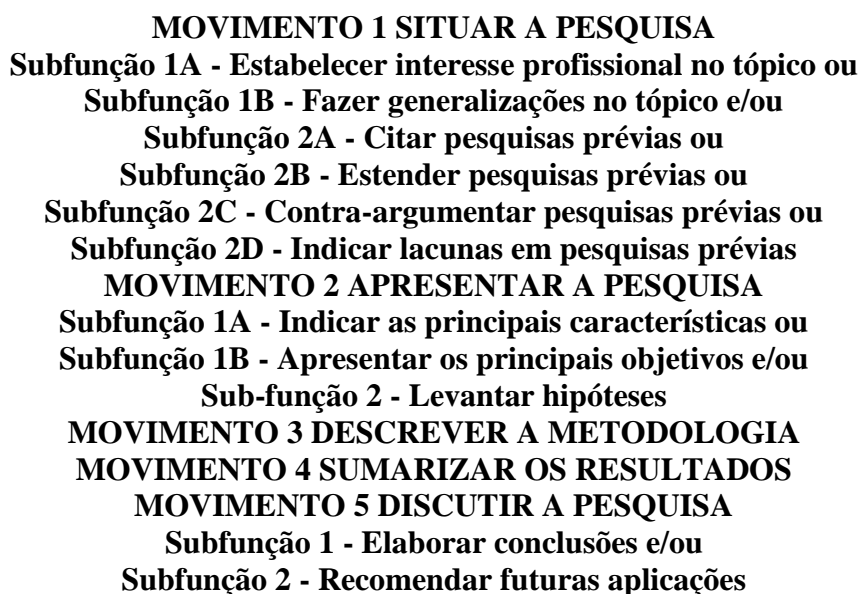 MOVIMENTO 1 SITUAR A PESQUISA
Subfunção 1A - Estabelecer interesse profissional no tópico ou
Subfunção 1B - Fazer generalizações no tópico e/ou
Subfunção 2A - Citar pesquisas prévias ou
Subfunção 2B - Estender pesquisas prévias ou
Subfunção 2C - Contra-argumentar pesquisas prévias ou
Subfunção 2D - Indicar lacunas em pesquisas prévias
MOVIMENTO 2 APRESENTAR A PESQUISA
Subfunção 1A - Indicar as principais características ou
Subfunção 1B - Apresentar os principais objetivos e/ou
Sub-função 2 - Levantar hipóteses
MOVIMENTO 3 DESCREVER A METODOLOGIA
MOVIMENTO 4 SUMARIZAR OS RESULTADOS
MOVIMENTO 5 DISCUTIR A PESQUISA
Subfunção 1 - Elaborar conclusões e/ou
Subfunção 2 - Recomendar futuras aplicações